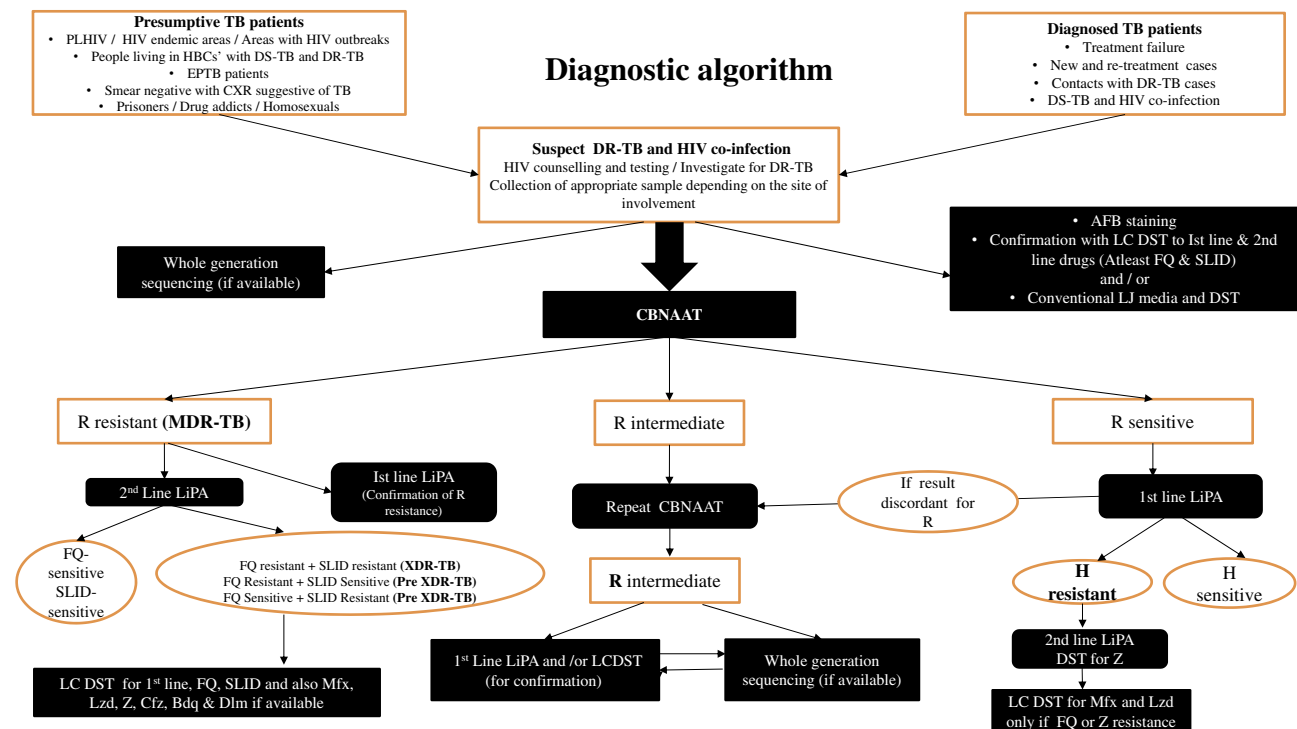 Presumptive TB patients
• PLHIV / HIV endemic areas / Areas with HIV outbreaks
• People living in HBCs’ with DS-TB and DR-TB
• EPTB patients
• Smear negative with CXR suggestive of TB
• Prisoners / Drug addicts / Homosexuals
Diagnostic algorithm
Diagnosed TB patients
• Treatment failure
• New and re-treatment cases
• Contacts with DR-TB cases
• DS-TB and HIV co-infection
Suspect DR-TB and HIV co-infection
HIV counselling and testing / Investigate for DR-TB
Collection of appropriate sample depending on the site of
involvement
Whole generation
sequencing (if available)
• AFB staining
• Confirmation with LC DST to Ist line & 2nd
line drugs (Atleast FQ & SLID)
and / or
• Conventional LJ media and DST
CBNAAT
R resistant (MDR-TB)
R intermediate
R sensitive
2nd Line LiPA
Ist line LiPA
(Confirmation of R
resistance)
Repeat CBNAAT
If result
discordant for
R
1st line LiPA
FQ-
sensitive
SLID-
sensitive
FQ resistant + SLID resistant (XDR-TB)
FQ Resistant + SLID Sensitive (Pre XDR-TB)
FQ Sensitive + SLID Resistant (Pre XDR-TB)
R intermediate
H
resistant
H
sensitive
LC DST for 1st line, FQ, SLID and also Mfx,
Lzd, Z, Cfz, Bdq & Dlm if available
1st Line LiPA and /or LCDST
(for confirmation)
Whole generation
sequencing (if available)
2nd line LiPA
DST for Z
LC DST for Mfx and Lzd
only if FQ or Z resistance